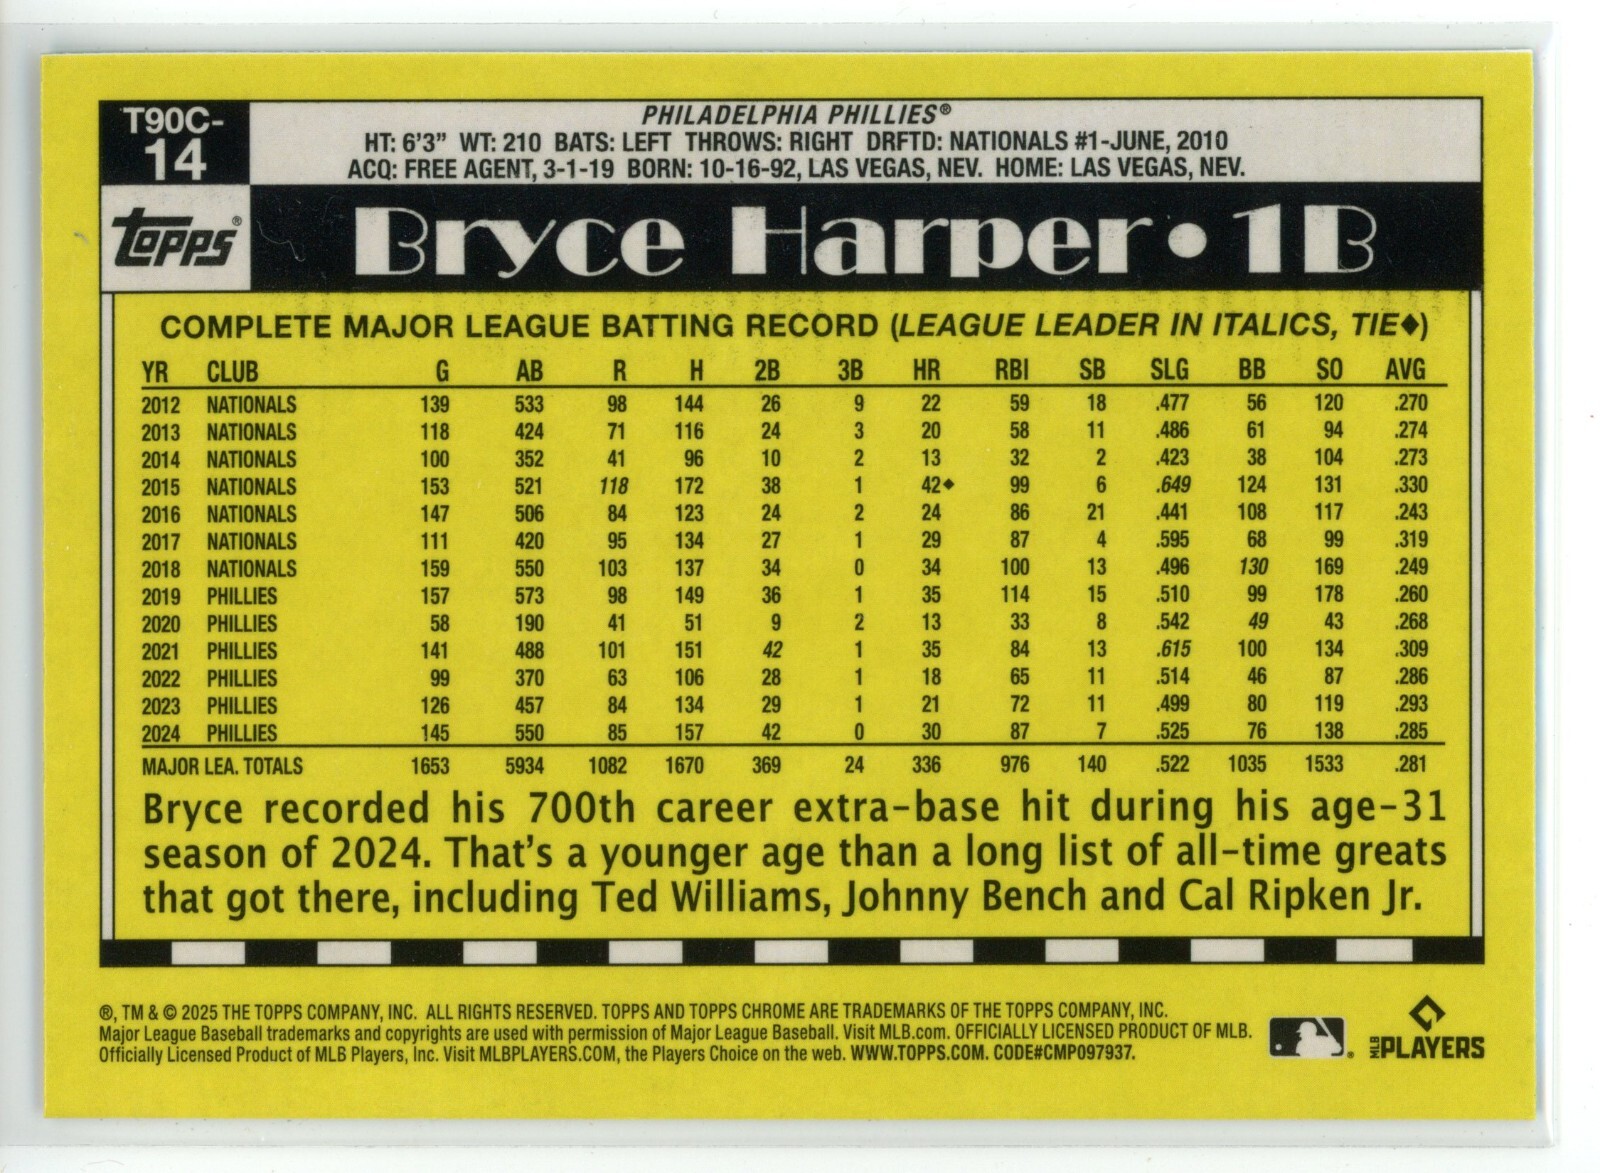 T90C-
14
PHILADELPHIA PHILLIES®
HT: 6'3" WT: 210 BATS: LEFT THROWS: RIGHT DRFTD: NATIONALS #1-JUNE, 2010
ACQ: FREE AGENT, 3-1-19 BORN: 10-16-92, LAS VEGAS, NEV. HOME: LAS VEGAS, NEV.
topps®
Bryce Harper • 1B
COMPLETE MAJOR LEAGUE BATTING RECORD (LEAGUE LEADER IN ITALICS, TIE♦)
YR CLUB G AB R H 2B 3B HR RBI SB SLG BB SO AVG
2012 NATIONALS 139 533 98 144 26 9 22 59 18 .477 56 120 .270
2013 NATIONALS 118 424 71 116 24 3 20 58 11 .486 61 94 .274
2014 NATIONALS 100 352 41 96 10 2 13 32 2 .423 38 104 .273
2015 NATIONALS 153 521 118 172 38 1 42♦ 99 6 .649 124 131 .330
2016 NATIONALS 147 506 84 123 24 2 24 86 21 .441 108 117 .243
2017 NATIONALS 111 420 95 134 27 1 29 87 4 .595 68 99 .319
2018 NATIONALS 159 550 103 137 34 0 34 100 13 .496 130 169 .249
2019 PHILLIES 157 573 98 149 36 1 35 114 15 .510 99 178 .260
2020 PHILLIES 58 190 41 51 9 2 13 33 8 .542 49 43 .268
2021 PHILLIES 141 488 101 151 42 1 35 84 13 .615 100 134 .309
2022 PHILLIES 99 370 63 106 28 1 18 65 11 .514 46 87 .286
2023 PHILLIES 126 457 84 134 29 1 21 72 11 .499 80 119 .293
2024 PHILLIES 145 550 85 157 42 0 30 87 7 .525 76 138 .285
MAJOR LEA. TOTALS 1653 5934 1082 1670 369 24 336 976 140 .522 1035 1533 .281
Bryce recorded his 700th career extra-base hit during his age-31
season of 2024. That's a younger age than a long list of all-time greats
that got there, including Ted Williams, Johnny Bench and Cal Ripken Jr.
®, TM & © 2025 THE TOPPS COMPANY, INC. ALL RIGHTS RESERVED. TOPPS AND TOPPS CHROME ARE TRADEMARKS OF THE TOPPS COMPANY, INC.
Major League Baseball trademarks and copyrights are used with permission of Major League Baseball. Visit MLB.com. OFFICIALLY LICENSED PRODUCT OF MLB.
Officially Licensed Product of MLB Players, Inc. Visit MLBPLAYERS.COM, the Players Choice on the web. WWW.TOPPS.COM. CODE#CMP097937.
MLB PLAYERS